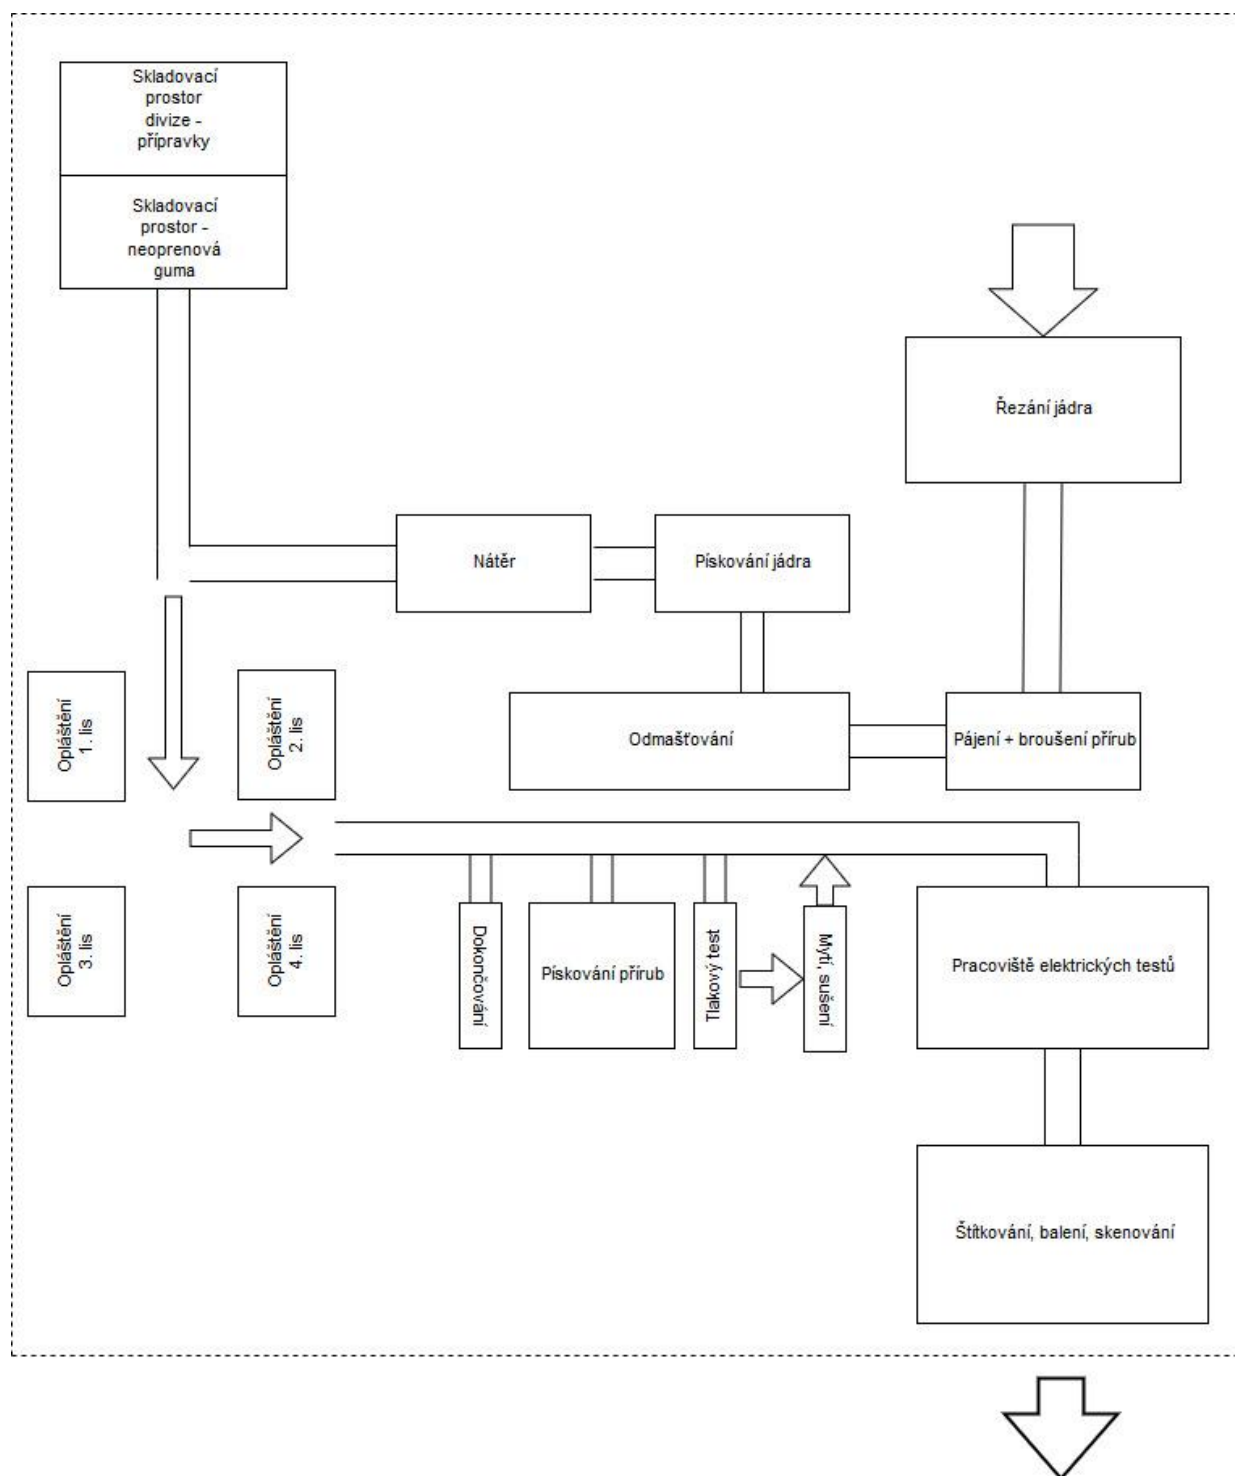 Skladovací
prostor
divize -
přípravky
Skladovací
prostor -
neoprenová
guma
Řezání jádra
Nátěr
Pískování jádra
Opláštění
1. lis
Opláštění
2. lis
Odmašťování
Pájení + broušení přírub
Opláštění
3. lis
Opláštění
4. lis
Dokončování
Pískování přírub
Tlakový test
Mytí, sušení
Pracoviště elektrických testů
Štítkování, balení, skenování